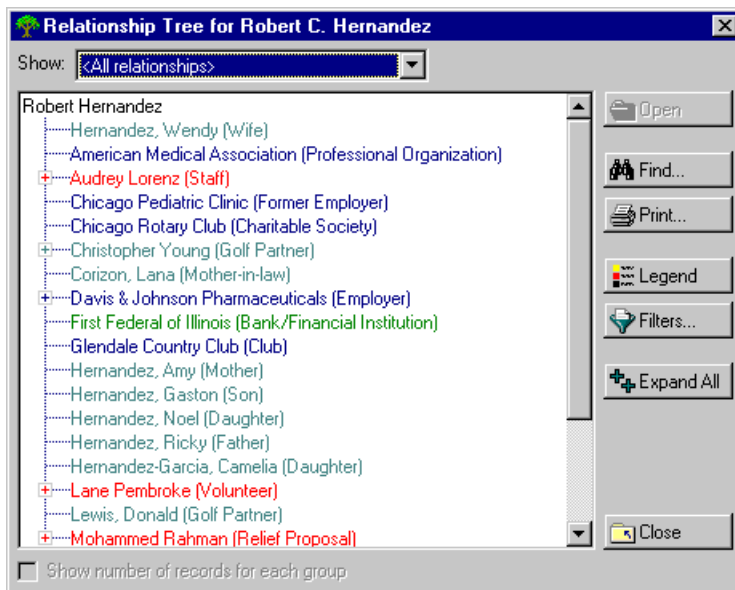 Relationship Tree for Robert C. Hernandez
Show: <All relationships>
Robert Hernandez
Hernandez, Wendy (Wife)
American Medical Association (Professional Organization)
Audrey Lorenz (Staff)
Chicago Pediatric Clinic (Former Employer)
Chicago Rotary Club (Charitable Society)
Christopher Young (Golf Partner)
Corizon, Lana (Mother-in-law)
Davis & Johnson Pharmaceuticals (Employer)
First Federal of Illinois (Bank/Financial Institution)
Glendale Country Club (Club)
Hernandez, Amy (Mother)
Hernandez, Gaston (Son)
Hernandez, Noel (Daughter)
Hernandez, Ricky (Father)
Hernandez-Garcia, Camelia (Daughter)
Lane Pembroke (Volunteer)
Lewis, Donald (Golf Partner)
Mohammed Rahman (Relief Proposal)
Open
Find...
Print...
Legend
Filters...
Expand All
Close
Show number of records for each group